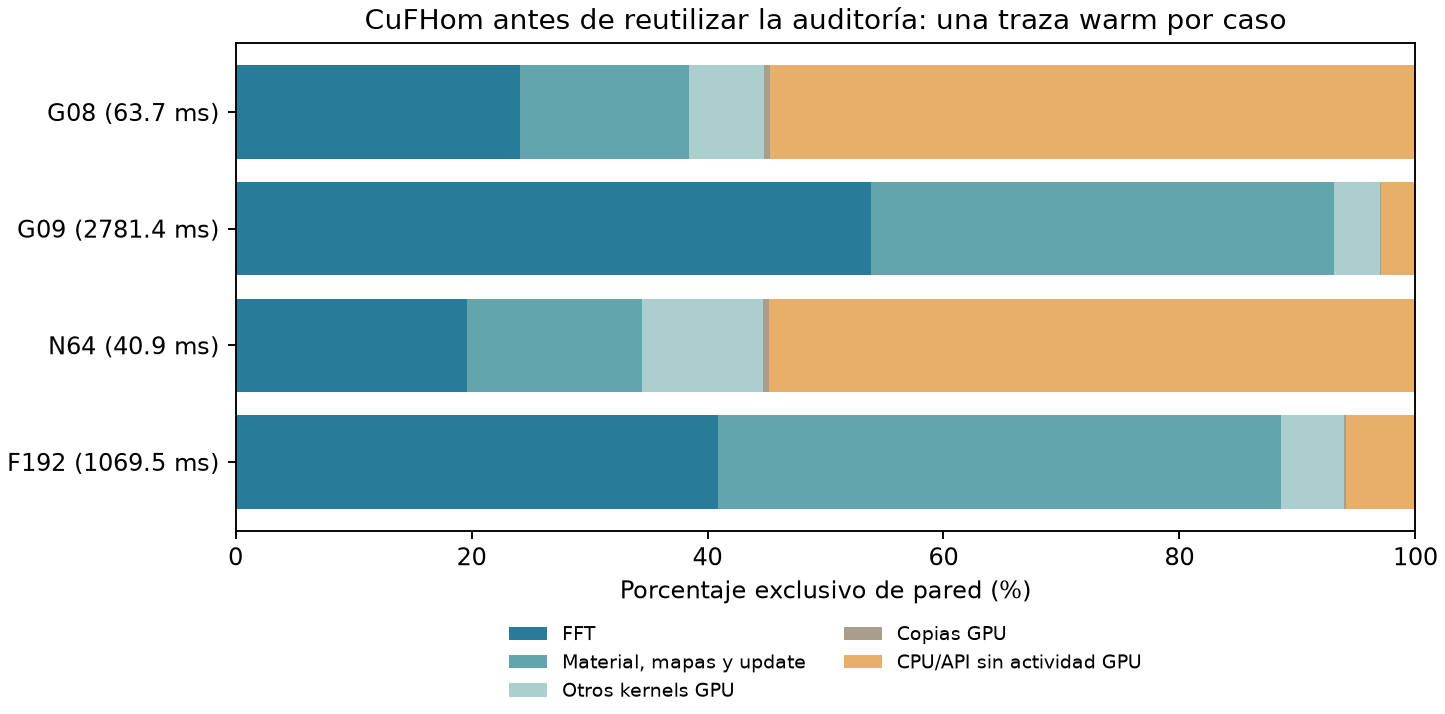 CuFHom antes de reutilizar la auditoría: una traza warm por caso
G08 (63.7 ms)
G09 (2781.4 ms)
N64 (40.9 ms)
F192 (1069.5 ms)
0 20 40 60 80 100
Porcentaje exclusivo de pared (%)
FFT
Material, mapas y update
Otros kernels GPU
Copias GPU
CPU/API sin actividad GPU